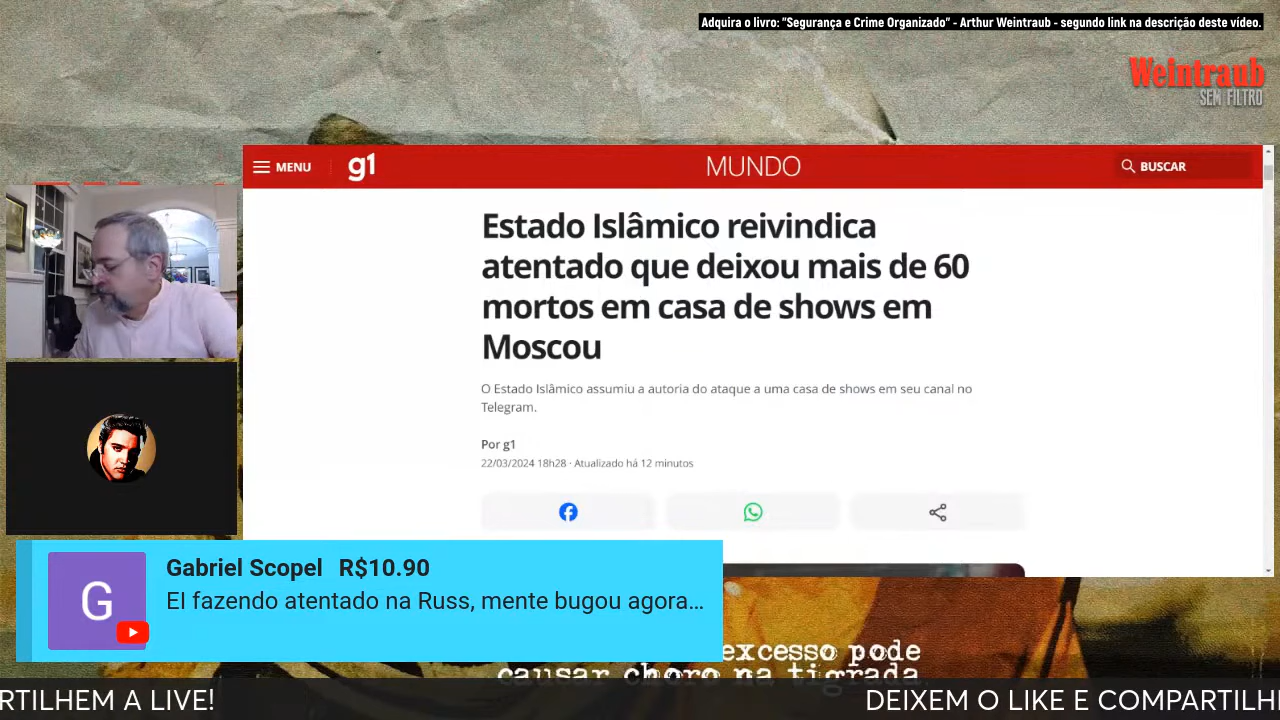 Adquira o livro: "Segurança e Crime Organizado" - Arthur Weintraub - segundo link na descrição deste vídeo.
Weintraub
SEM FILTRO
MENU
g1
MUNDO
BUSCAR
Estado Islâmico reivindica
atentado que deixou mais de 60
mortos em casa de shows em
Moscou
O Estado Islâmico assumiu a autoria do ataque a uma casa de shows em seu canal no
Telegram.
Por g1
22/03/2024 18h28 · Atualizado há 12 minutos
G
Gabriel Scopel R$10.90
EI fazendo atentado na Russ, mente bugou agora…
excesso pode
causar choro na tigrada
RTILHEM A LIVE! DEIXEM O LIKE E COMPARTILH